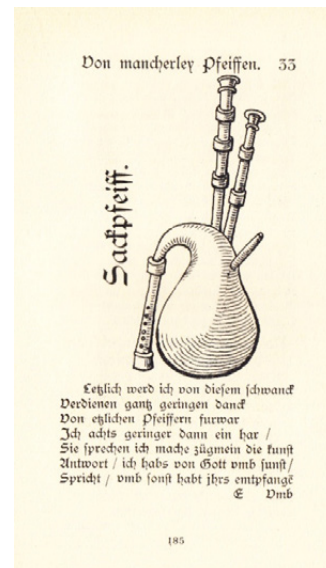 Von mancherley Pfeiffen. 33
Sackpfeiff.
Letzlich werd ich von diesem schwanck
Verdienen gantz geringen danck
Von etzlichen Pfeiffern furwar
Jch achts geringer dann ein har /
Sie sprechen ich mache zügmein die kunst
Antwort / ich habs von Gott vmb sunst /
Spricht / vmb sonst habt jhrs entpfangē
E Vmb
185